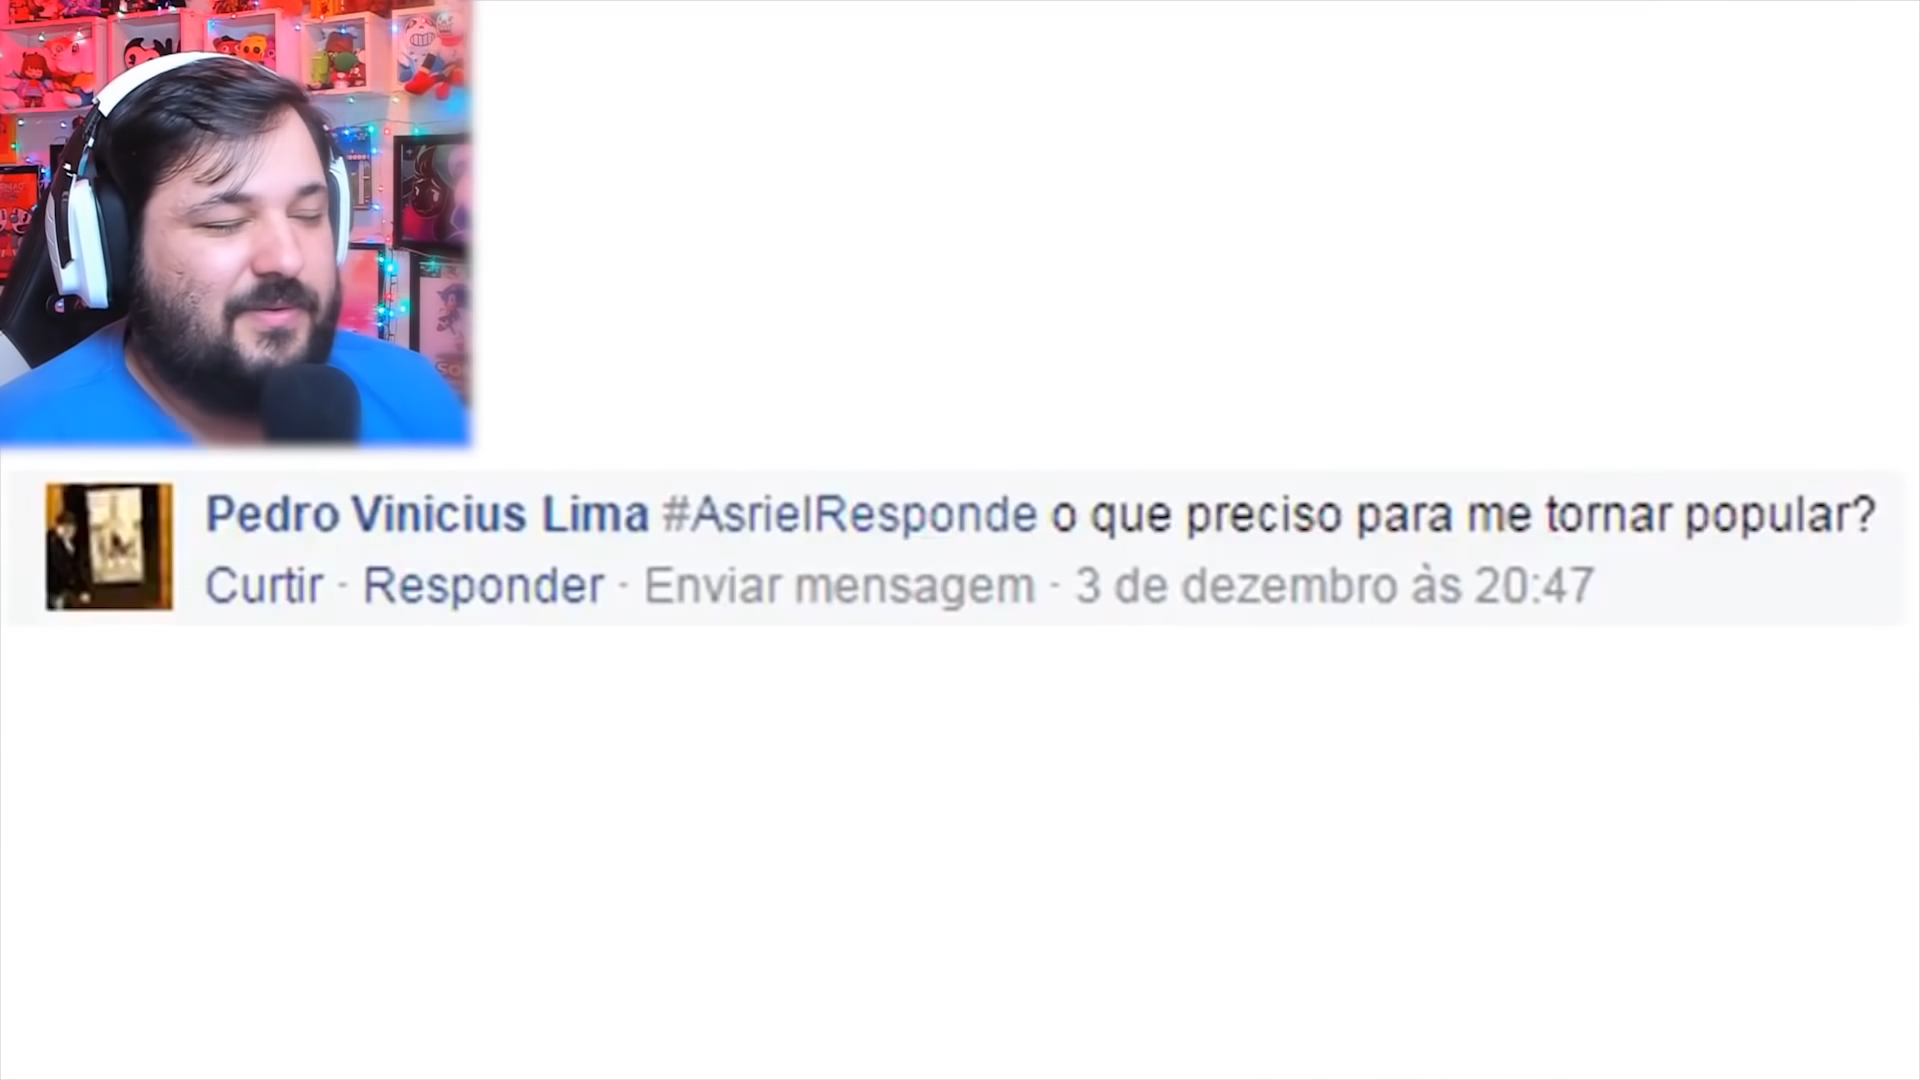 Pedro Vinicius Lima #AsrielResponde o que preciso para me tornar popular?
Curtir · Responder · Enviar mensagem · 3 de dezembro às 20:47